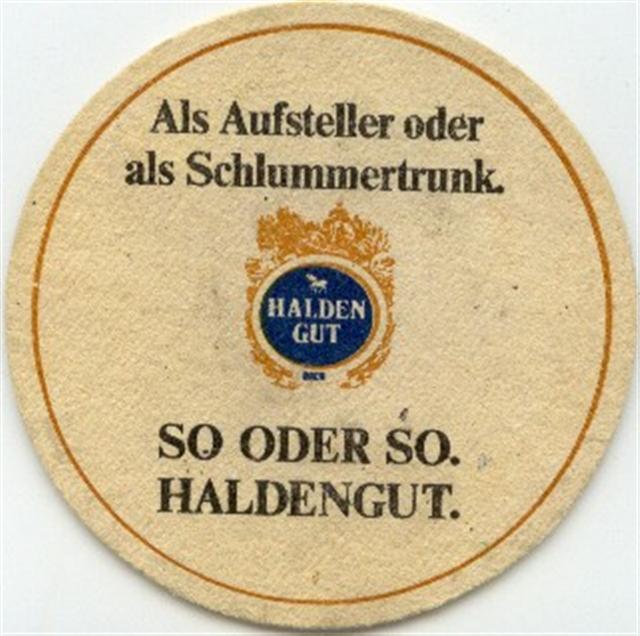 Als Aufsteller oder
als Schlummertrunk.
HALDEN
GUT
SO ODER SO.
HALDENGUT.